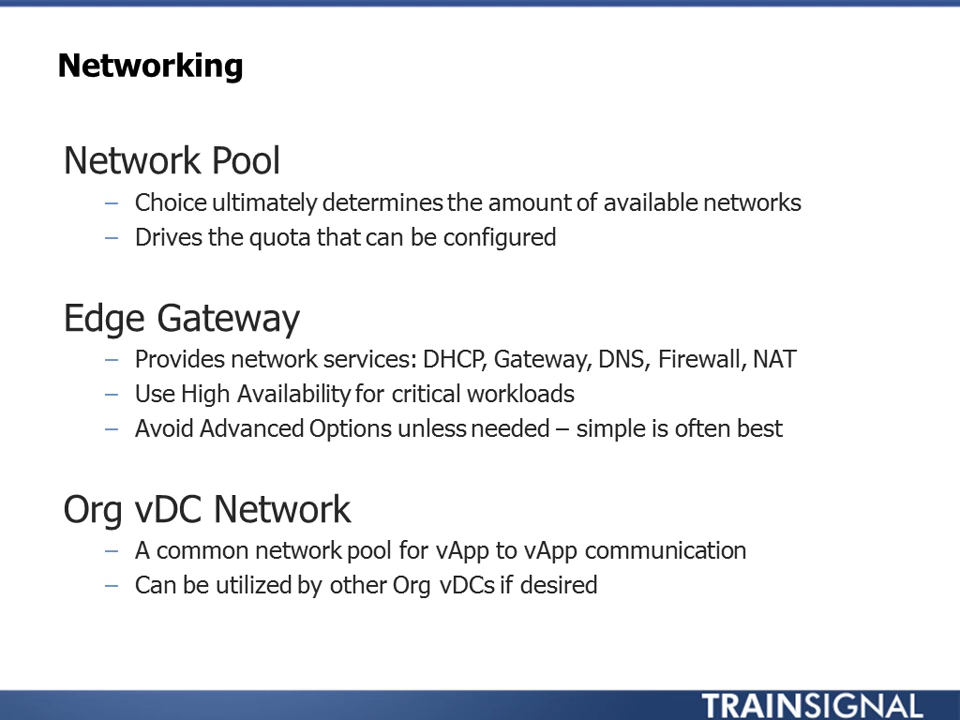 Networking
Network Pool
– Choice ultimately determines the amount of available networks
– Drives the quota that can be configured
Edge Gateway
– Provides network services: DHCP, Gateway, DNS, Firewall, NAT
– Use High Availability for critical workloads
– Avoid Advanced Options unless needed – simple is often best
Org vDC Network
– A common network pool for vApp to vApp communication
– Can be utilized by other Org vDCs if desired
TRAINSIGNAL